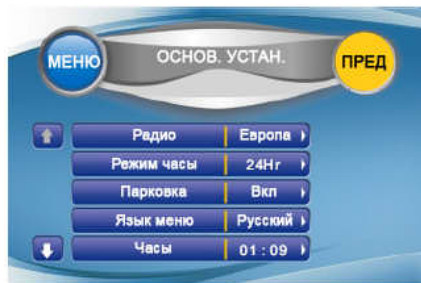 МЕНЮ ОСНОВ. УСТАН. ПРЕД
Радио Европа
Режим часы 24Hr
Парковка Вкл
Язык меню Русский
Часы 01 : 09